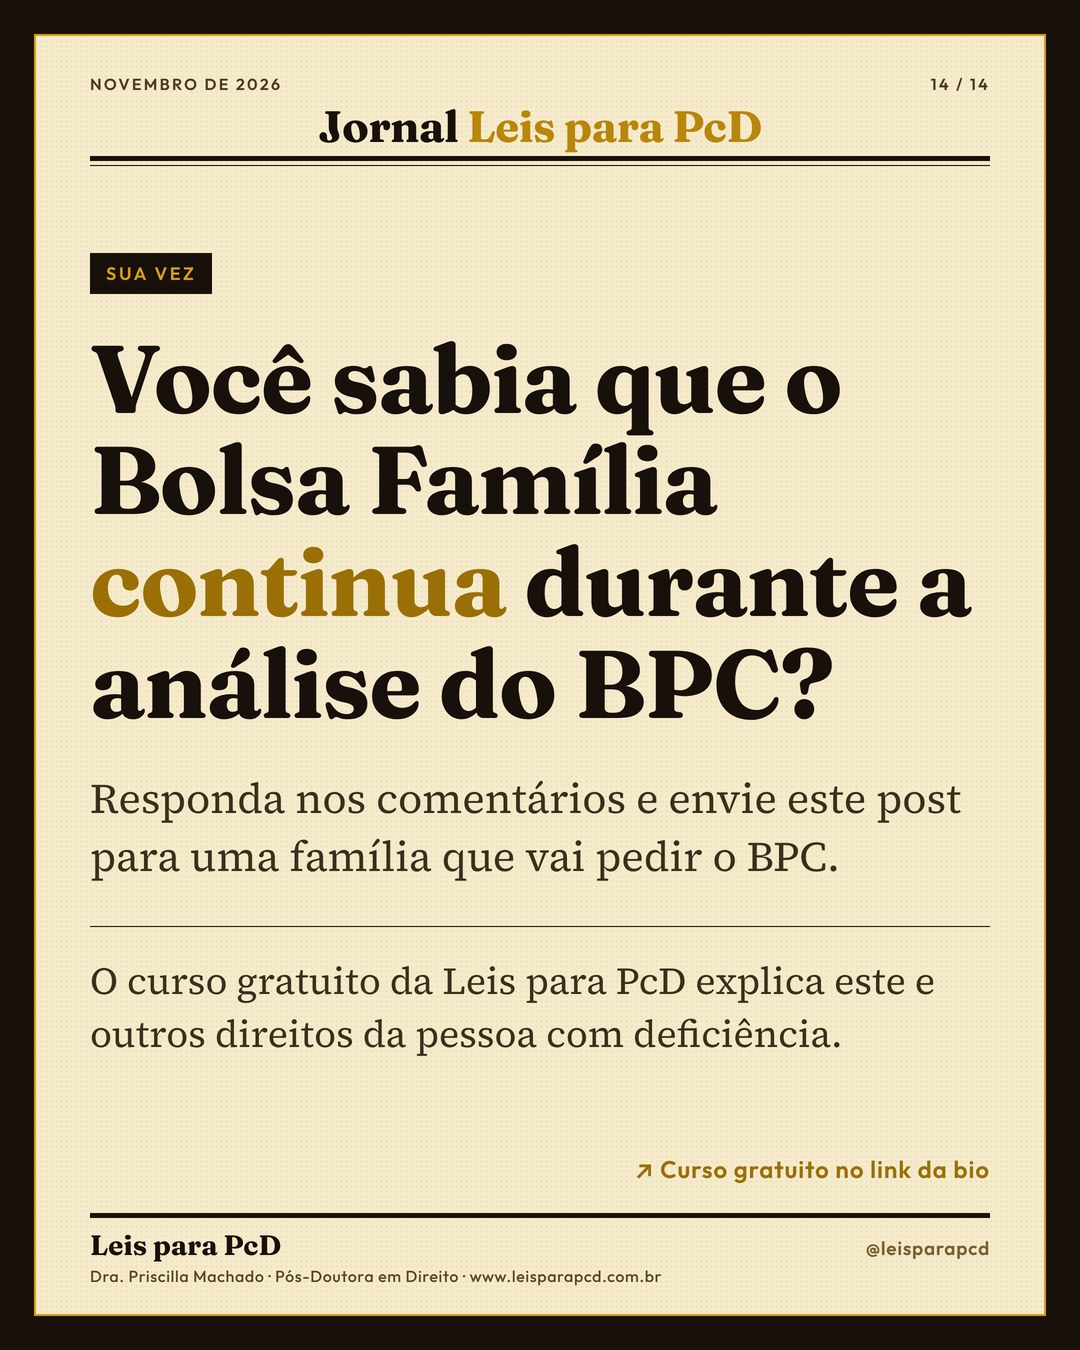 NOVEMBRO DE 2026
14 / 14
Jornal Leis para PcD
SUA VEZ
Você sabia que o
Bolsa Família
continua durante a
análise do BPC?
Responda nos comentários e envie este post
para uma família que vai pedir o BPC.
O curso gratuito da Leis para PcD explica este e
outros direitos da pessoa com deficiência.
↗ Curso gratuito no link da bio
Leis para PcD
@leisparapcd
Dra. Priscilla Machado · Pós-Doutora em Direito · www.leisparapcd.com.br